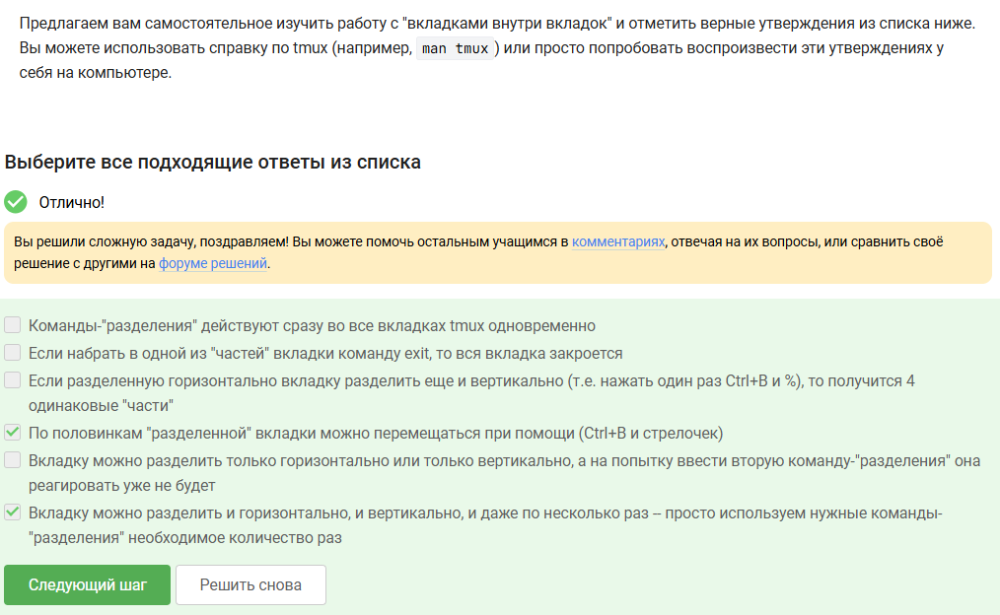 Предлагаем вам самостоятельное изучить работу с "вкладками внутри вкладок" и отметить верные утверждения из списка ниже.
Вы можете использовать справку по tmux (например, man tmux) или просто попробовать воспроизвести эти утверждениях у
себя на компьютере.
Выберите все подходящие ответы из списка
Отлично!
Вы решили сложную задачу, поздравляем! Вы можете помочь остальным учащимся в комментариях, отвечая на их вопросы, или сравнить своё
решение с другими на форуме решений.
Команды-"разделения" действуют сразу во все вкладках tmux одновременно
Если набрать в одной из "частей" вкладки команду exit, то вся вкладка закроется
Если разделенную горизонтально вкладку разделить еще и вертикально (т.е. нажать один раз Ctrl+B и %), то получится 4
одинаковые "части"
По половинкам "разделенной" вкладки можно перемещаться при помощи (Ctrl+B и стрелочек)
Вкладку можно разделить только горизонтально или только вертикально, а на попытку ввести вторую команду-"разделения" она
реагировать уже не будет
Вкладку можно разделить и горизонтально, и вертикально, и даже по несколько раз – просто используем нужные команды-
"разделения" необходимое количество раз
Следующий шаг
Решить снова